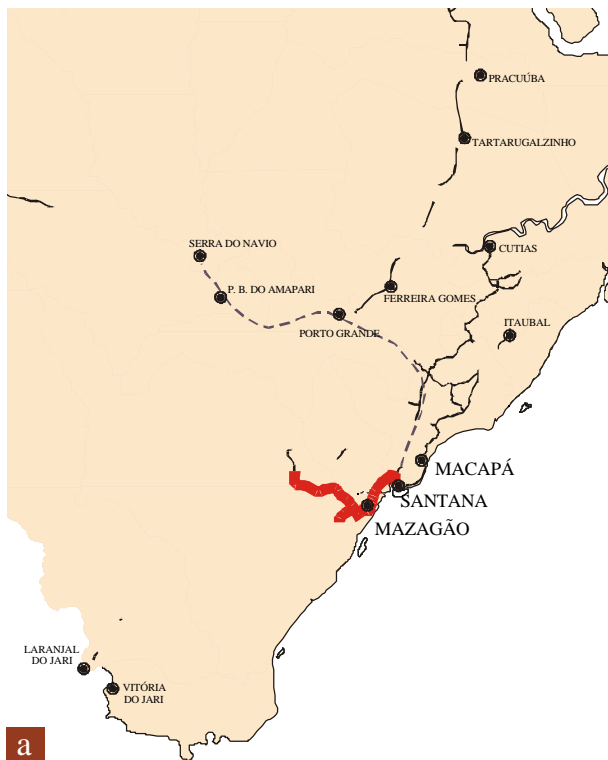 PRACUÚBA
TARTARUGALZINHO
SERRA DO NAVIO
CUTIAS
P. B. DO AMAPARI
FERREIRA GOMES
ITAUBAL
PORTO GRANDE
MACAPÁ
SANTANA
MAZAGÃO
LARANJAL
DO JARI
VITÓRIA
DO JARI
a